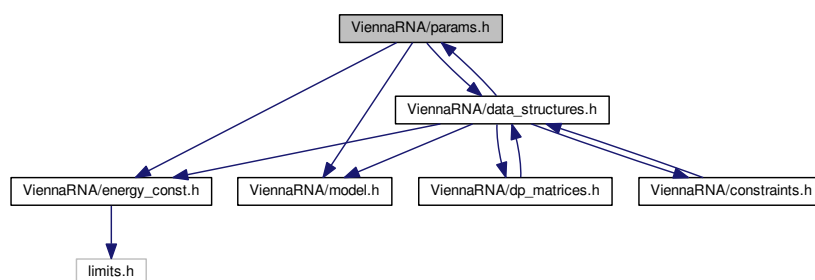 ViennaRNA/params.h
ViennaRNA/data_structures.h
ViennaRNA/energy_const.h
ViennaRNA/model.h
ViennaRNA/dp_matrices.h
ViennaRNA/constraints.h
limits.h